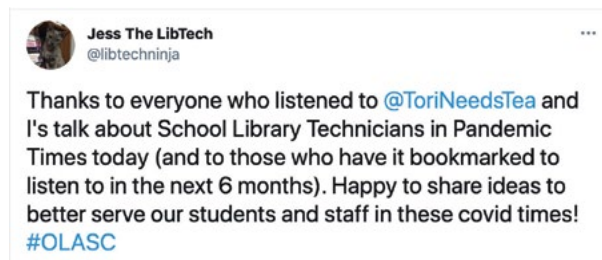 Jess The LibTech
@libtechninja
Thanks to everyone who listened to @ToriNeedsTea and
I's talk about School Library Technicians in Pandemic
Times today (and to those who have it bookmarked to
listen to in the next 6 months). Happy to share ideas to
better serve our students and staff in these covid times!
#OLASC